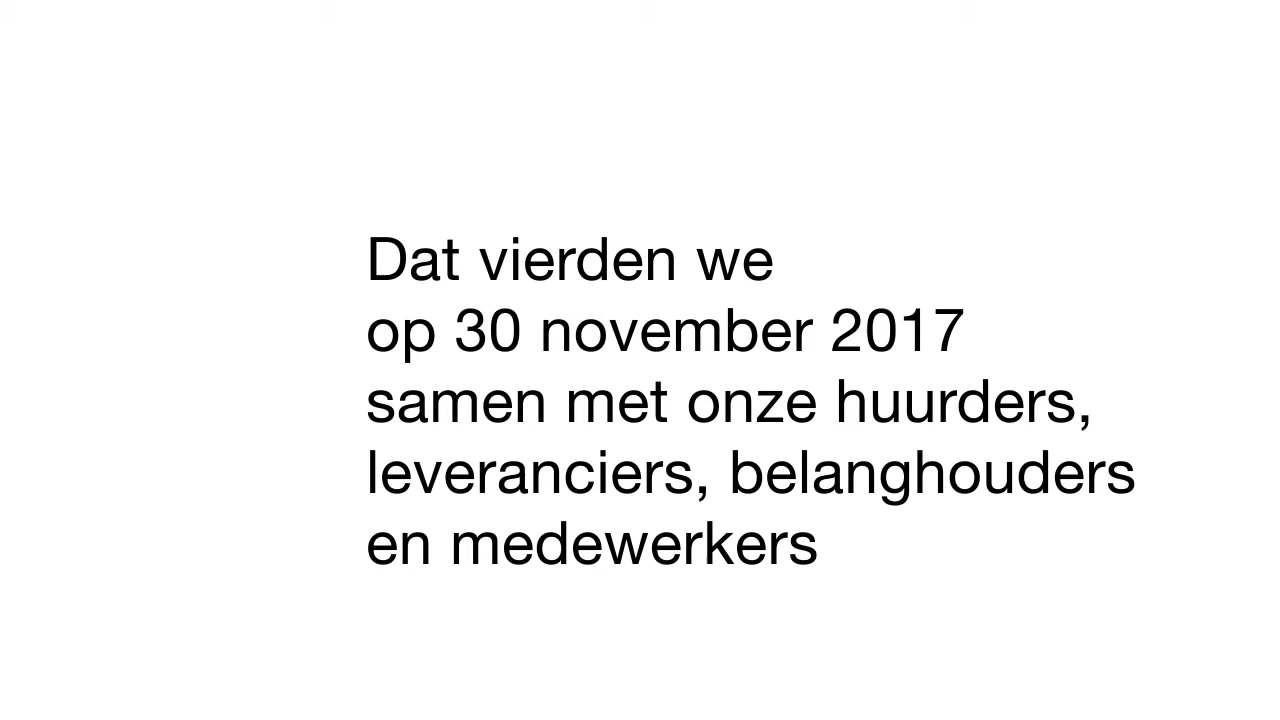 Dat vierden we
op 30 november 2017
samen met onze huurders,
leveranciers, belanghouders
en medewerkers